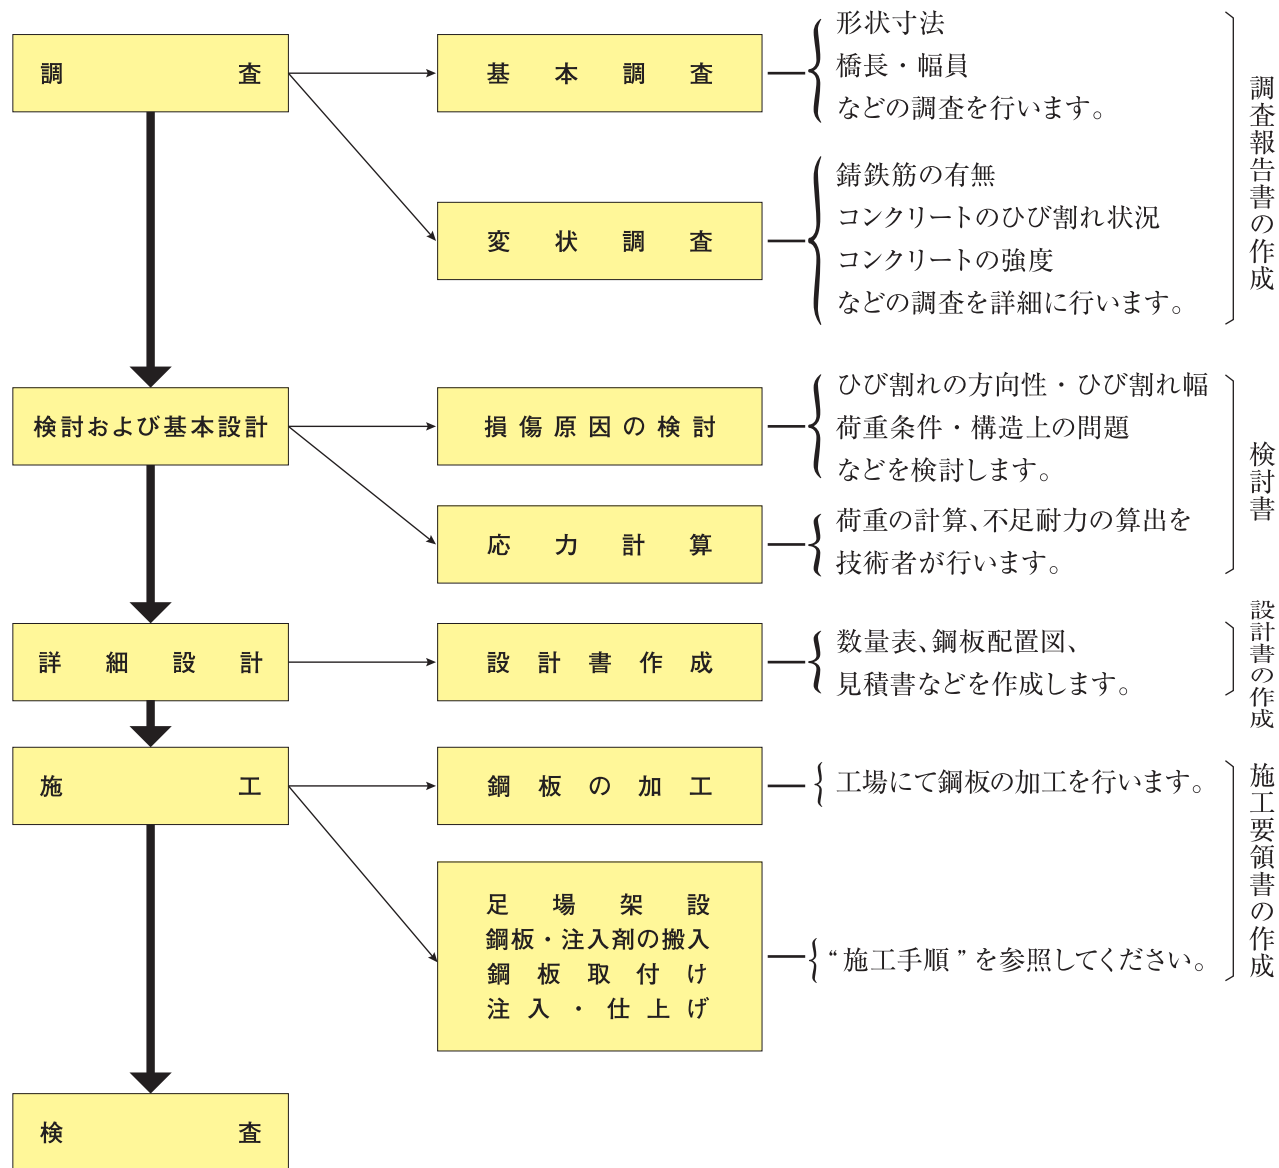 調査
基本調査
形状寸法
橋長・幅員
などの調査を行います。
変状調査
錆鉄筋の有無
コンクリートのひび割れ状況
コンクリートの強度
などの調査を詳細に行います。
調査報告書の作成
検討および基本設計
損傷原因の検討
ひび割れの方向性・ひび割れ幅
荷重条件・構造上の問題
などを検討します。
応力計算
荷重の計算、不足耐力の算出を
技術者が行います。
検討書
詳細設計
設計書作成
数量表、鋼板配置図、
見積書などを作成します。
設計書の作成
施工
鋼板の加工
工場にて鋼板の加工を行います。
足場架設
鋼板・注入剤の搬入
鋼板取付け
注入・仕上げ
“施工手順”を参照してください。
施工要領書の作成
検査